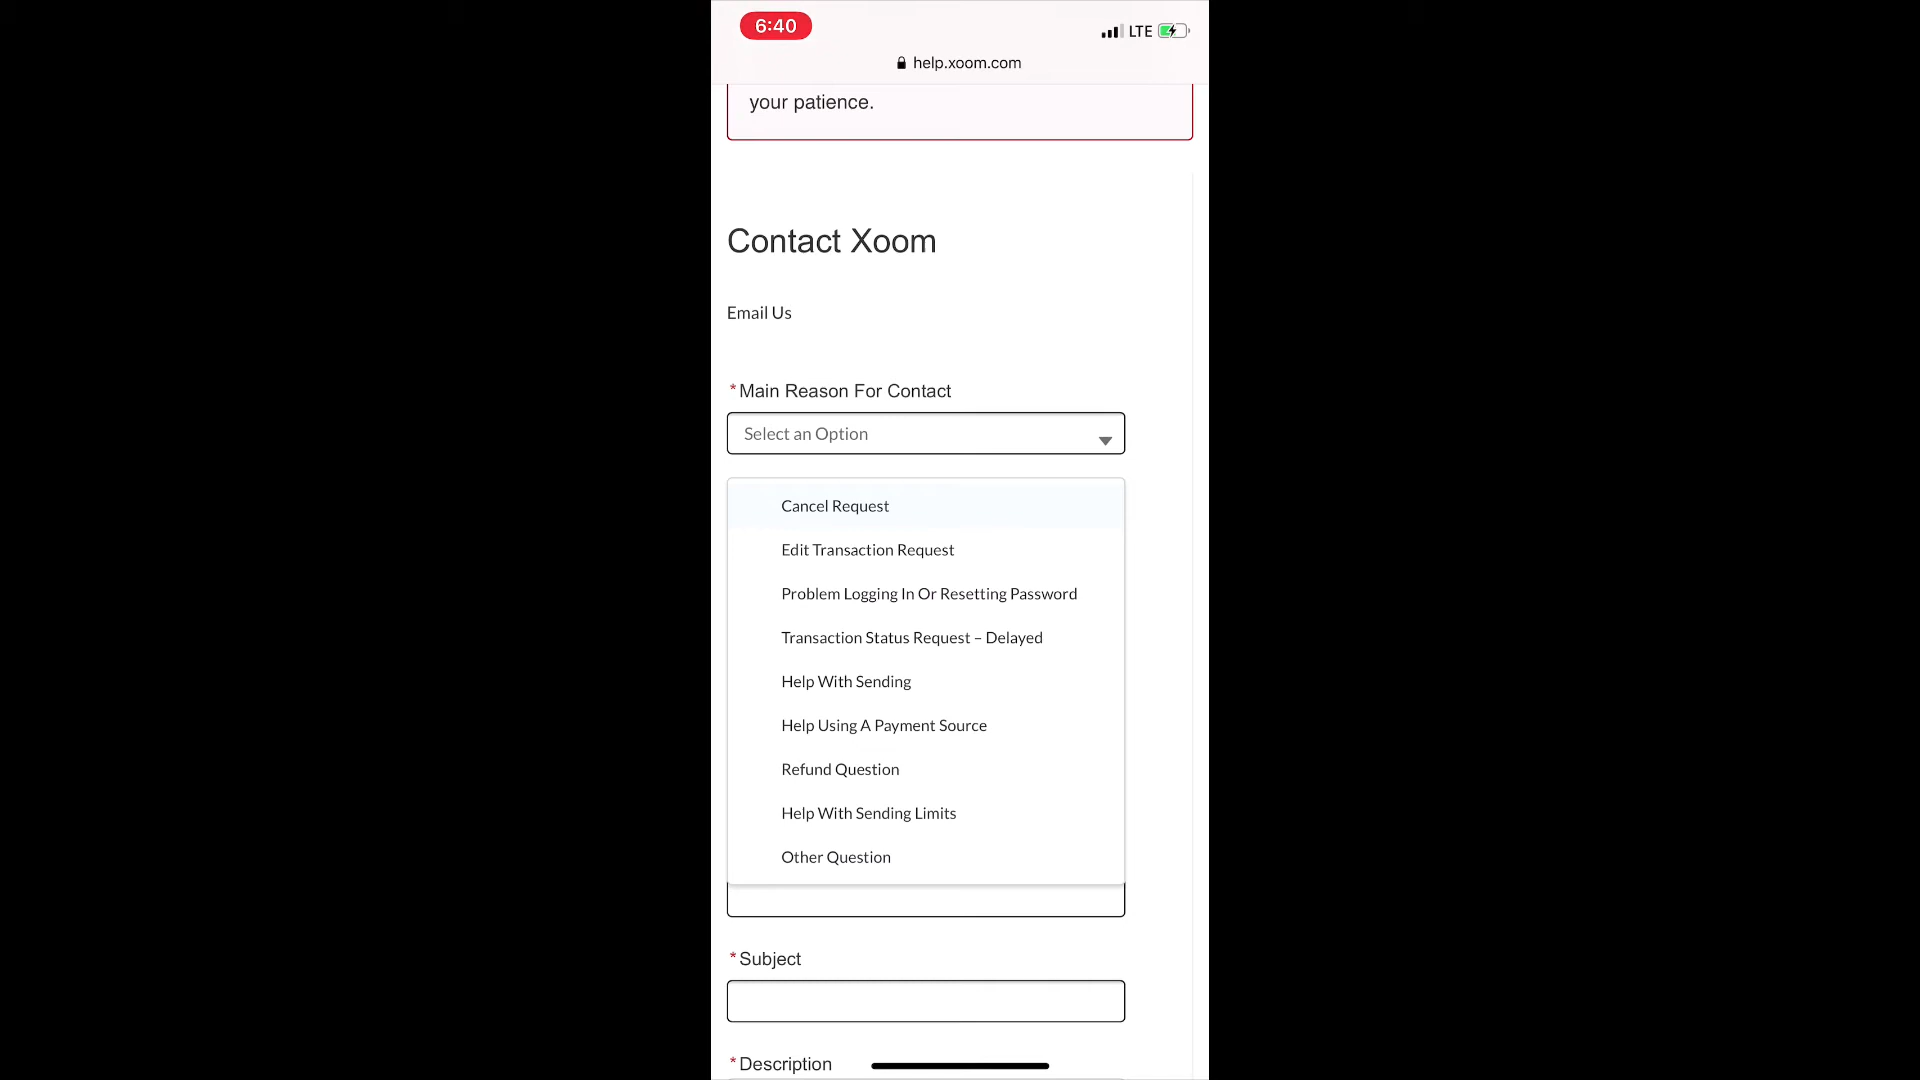 6:40
LTE
help.xoom.com
your patience.
Contact Xoom
Email Us
*Main Reason For Contact
Select an Option
Cancel Request
Edit Transaction Request
Problem Logging In Or Resetting Password
Transaction Status Request – Delayed
Help With Sending
Help Using A Payment Source
Refund Question
Help With Sending Limits
Other Question
*Subject
*Description